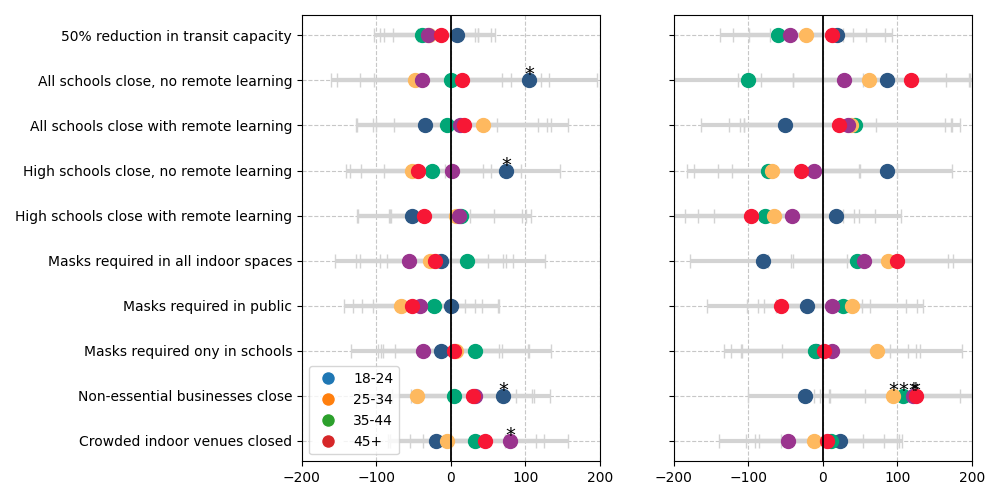 50% reduction in transit capacity
All schools close, no remote learning
All schools close with remote learning
High schools close, no remote learning
High schools close with remote learning
Masks required in all indoor spaces
Masks required in public
Masks required ony in schools
Non-essential businesses close
Crowded indoor venues closed
*
*
*
*
* * * *
18-24
25-34
35-44
45+
−200 −100 0 100 200
−200 −100 0 100 200